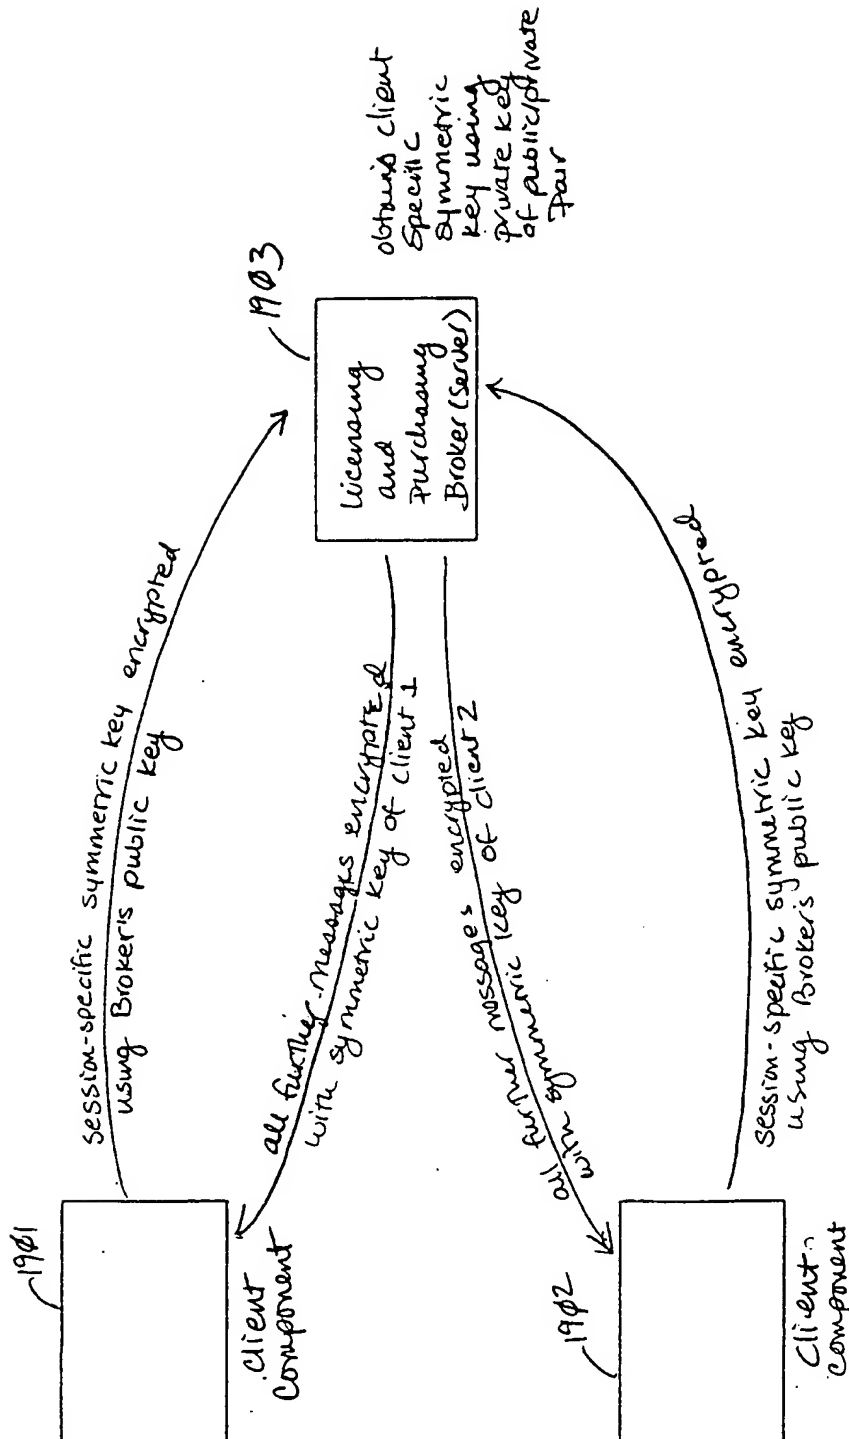 1901
Client
Component
session-specific symmetric key encrypted
using Broker's public key
all further messages encrypted
with symmetric key of client 1
1903
Licensing
and
Purchasing
Broker (Server)
obtains client
specific
symmetric
key using
private key
of public/private
pair
all further messages encrypted
with symmetric key of client 2
1902
Client
component
session-specific symmetric key encrypted
using Broker's public key